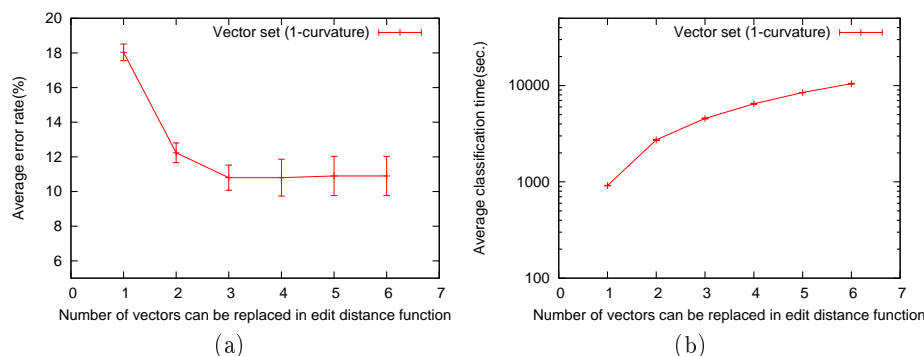 20
18
16
14
12
10
8
6
0 1 2 3 4 5 6 7
Average error rate(%)
Number of vectors can be replaced in edit distance function
Vector set (1-curvature)
(a)
10000
1000
100
0 1 2 3 4 5 6 7
Average classification time(sec.)
Number of vectors can be replaced in edit distance function
Vector set (1-curvature)
(b)